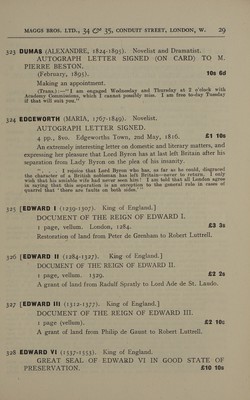 MAGGS BROS. LTD., 34 & 35, CONDUIT STREET, LONDON, W. 29
323 DUMAS (ALEXANDRE, 1824-1895). Novelist and Dramatist.
AUTOGRAPH LETTER SIGNED (ON CARD) TO M.
PIERRE BESTON.
(February, 1895). 10s 6d
Making an appointment.
(Trans.):—"I am engaged Wednesday and Thursday at 2 o'clock with
Academy Commissions, which I cannot possibly miss. I am free to-day Tuesday
if that will suit you."
324 EDGEWORTH (MARIA, 1767-1849). Novelist.
AUTOGRAPH LETTER SIGNED.
4 pp., 8vo. Edgeworths Town, 2nd May, 1816. £1 10s
An extremely interesting letter on domestic and literary matters, and
expressing her pleasure that Lord Byron has at last left Britain after his
separation from Lady Byron on the plea of his insanity.
". . . I rejoice that Lord Byron who has, as far as he could, disgraced
the character of a British nobleman has left Britain—never to return. I only
wish that his amiable wife had never seen him! I am glad that all London agree
in saying that this separation is an exception to the general rule in cases of
quarrel that 'there are faults on both sides.'
325 [EDWARD I (1239-1307). King of England.]
DOCUMENT OF THE REIGN OF EDWARD I.
1 page, vellum. London, 1284. £3 3s
Restoration of land from Peter de Grenham to Robert Luttrell.
326 [EDWARD II (1284-1327). King of England.]
DOCUMENT OF THE REIGN OF EDWARD II.
1 page, vellum. 1329. £2 2s
A grant of land from Radulf Spratly to Lord Ade de St. Laudo.
327 [EDWARD III (1312-1377). King of England.]
DOCUMENT OF THE REIGN OF EDWARD III.
1 page (vellum). £2 10s
A grant of land from Philip de Gaunt to Robert Luttrell.
328 EDWARD VI (1537-1553). King of England.
GREAT SEAL OF EDWARD VI IN GOOD STATE OF
PRESERVATION. £10 10s